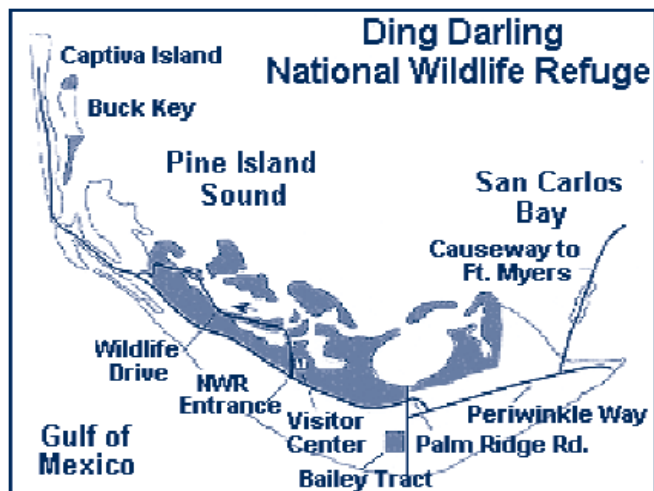 Ding Darling
National Wildlife Refuge
Captiva Island
Buck Key
Pine Island
Sound
San Carlos
Bay
Causeway to
Ft. Myers
Wildlife
Drive
NWR
Entrance
Visitor
Center
Periwinkle Way
Palm Ridge Rd.
Gulf of
Mexico
Bailey Tract